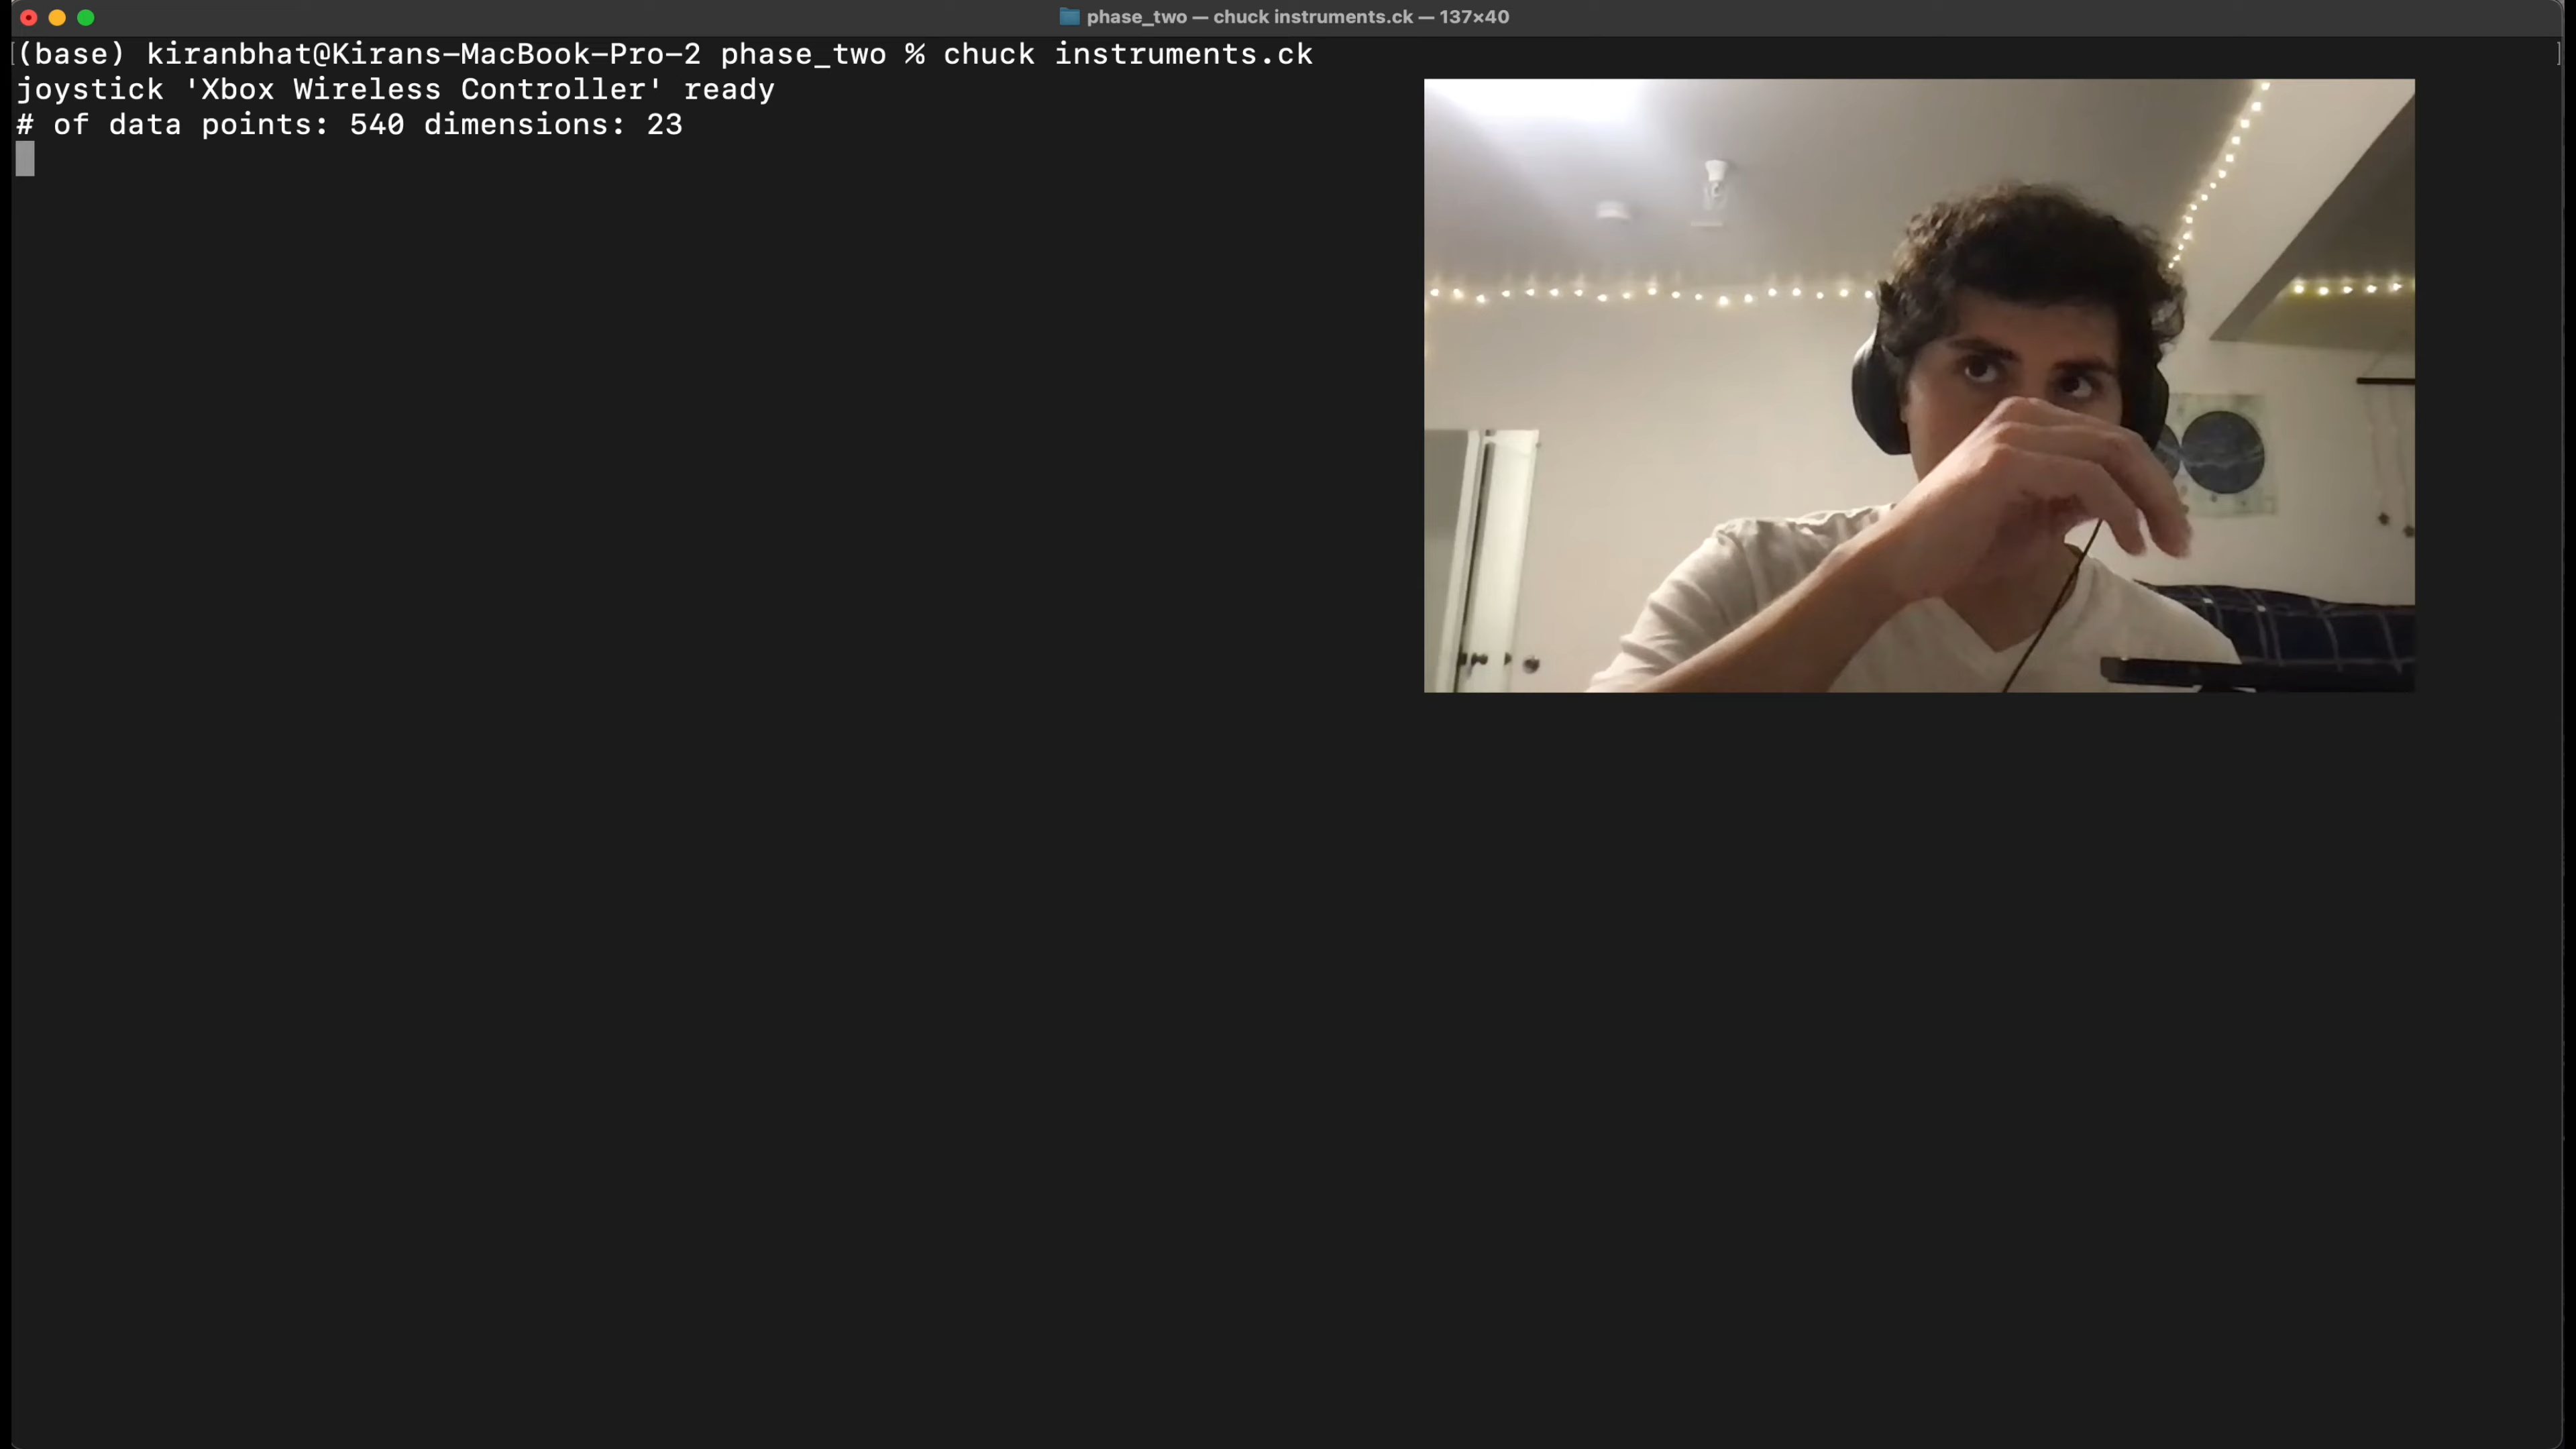 phase_two — chuck instruments.ck — 137×40
(base) kiranbhat@Kirans-MacBook-Pro-2 phase_two % chuck instruments.ck
joystick 'Xbox Wireless Controller' ready
# of data points: 540 dimensions: 23